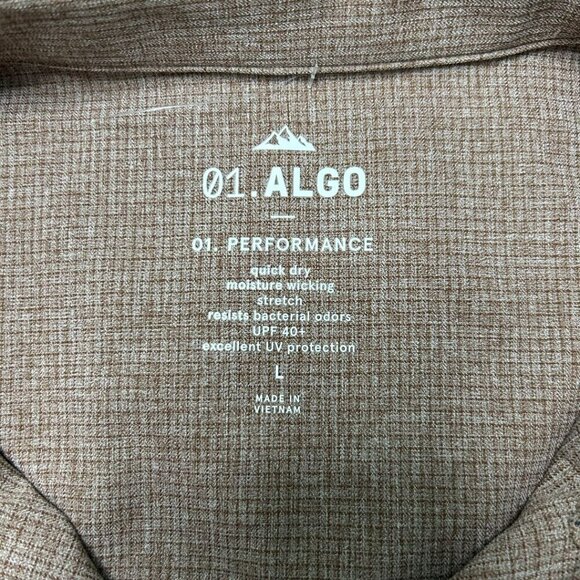 01.ALGO
01. PERFORMANCE
quick dry
moisture wicking
stretch
resists bacterial odors
UPF 40+
excellent UV protection
L
MADE IN
VIETNAM